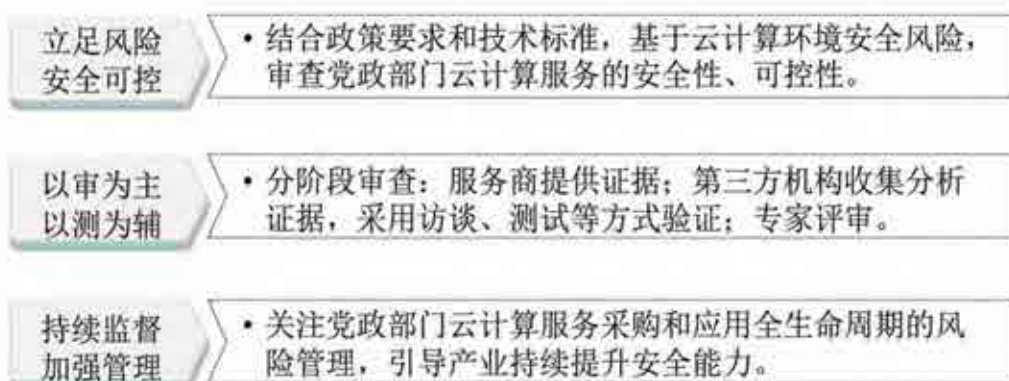 立足风险
安全可控
• 结合政策要求和技术标准，基于云计算环境安全风险，
审查党政部门云计算服务的安全性、可控性。
以审为主
以测为辅
• 分阶段审查：服务商提供证据；第三方机构收集分析
证据，采用访谈、测试等方式验证；专家评审。
持续监督
加强管理
• 关注党政部门云计算服务采购和应用全生命周期的风
险管理，引导产业持续提升安全能力。